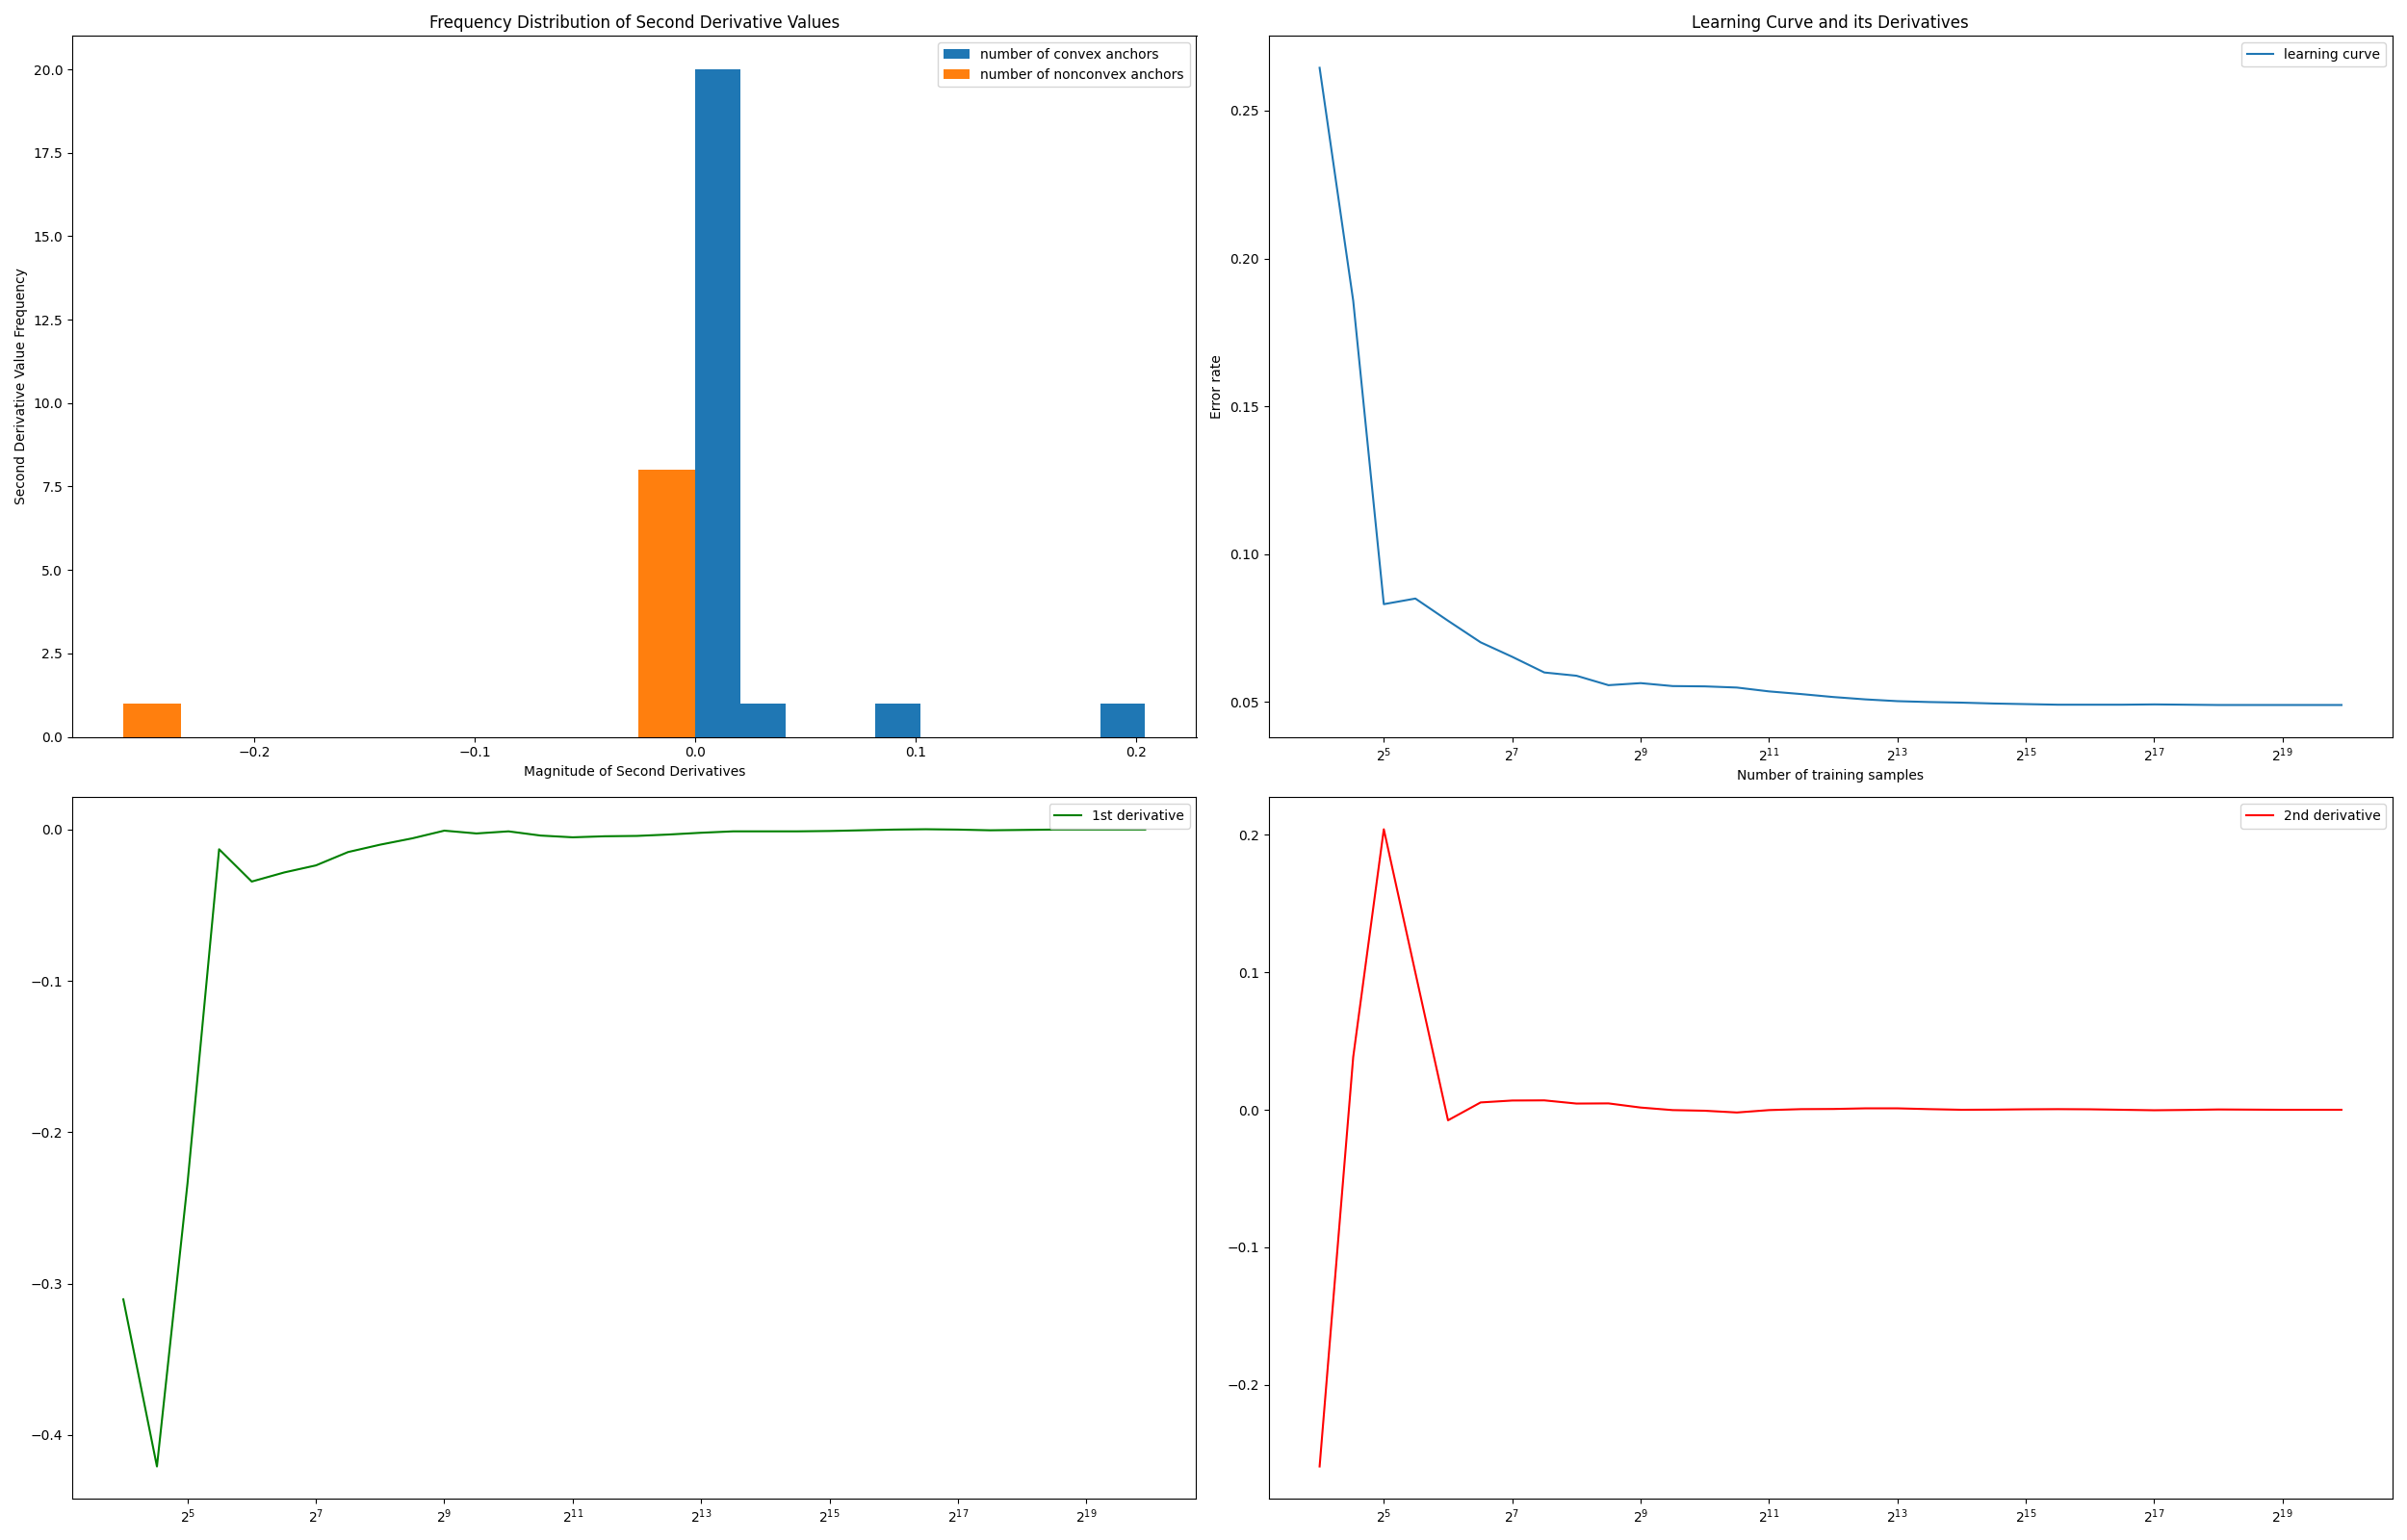 Frequency Distribution of Second Derivative Values
number of convex anchors
number of nonconvex anchors
Second Derivative Value Frequency
20.0
17.5
15.0
12.5
10.0
7.5
5.0
2.5
0.0
−0.2 −0.1 0.0 0.1 0.2
Magnitude of Second Derivatives
Learning Curve and its Derivatives
learning curve
Error rate
0.25
0.20
0.15
0.10
0.05
2^5 2^7 2^9 2^11 2^13 2^15 2^17 2^19
Number of training samples
1st derivative
0.0
−0.1
−0.2
−0.3
−0.4
2^5 2^7 2^9 2^11 2^13 2^15 2^17 2^19
2nd derivative
0.2
0.1
0.0
−0.1
−0.2
2^5 2^7 2^9 2^11 2^13 2^15 2^17 2^19